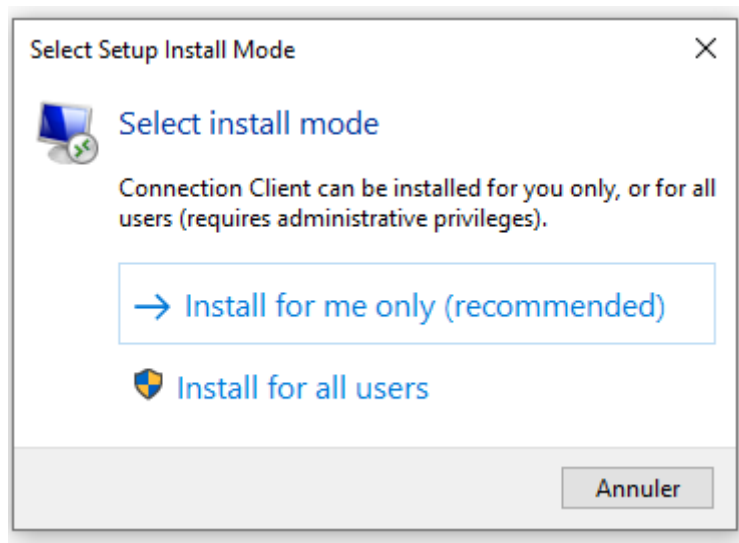 Select Setup Install Mode
Select install mode
Connection Client can be installed for you only, or for all
users (requires administrative privileges).
Install for me only (recommended)
Install for all users
Annuler